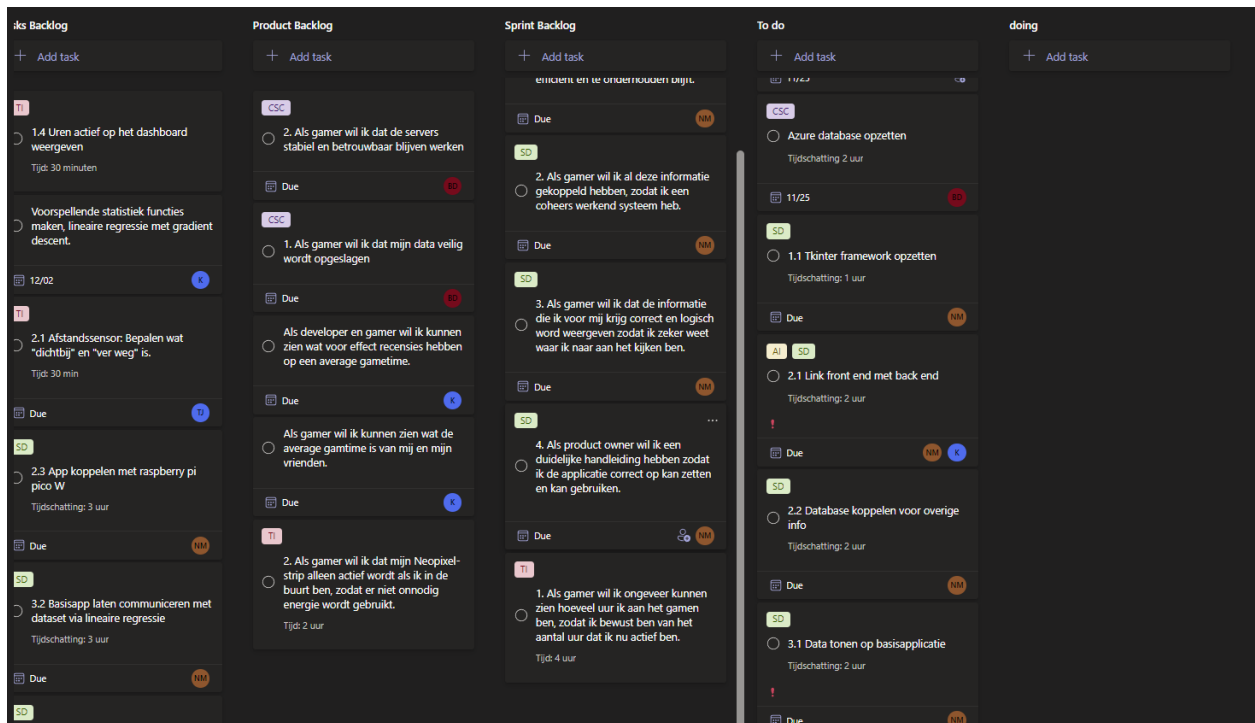 sks Backlog
Add task
TI
1.4 Uren actief op het dashboard
weergeven
Tijd: 30 minuten
Voorspellende statistiek functies
maken, lineaire regressie met gradient
descent.
12/02
K
TI
2.1 Afstandssensor: Bepalen wat
"dichtbij" en "ver weg" is.
Tijd: 30 min
Due
TJ
SD
2.3 App koppelen met raspberry pi
pico W
Tijdschatting: 3 uur
Due
NM
SD
3.2 Basisapp laten communiceren met
dataset via lineaire regressie
Tijdschatting: 3 uur
Due
NM
SD
Product Backlog
Add task
CSC
2. Als gamer wil ik dat de servers
stabiel en betrouwbaar blijven werken
Due
BD
CSC
1. Als gamer wil ik dat mijn data veilig
wordt opgeslagen
Due
BD
Als developer en gamer wil ik kunnen
zien wat voor effect recensies hebben
op een average gametime.
Due
K
Als gamer wil ik kunnen zien wat de
average gamtime is van mij en mijn
vrienden.
Due
K
TI
2. Als gamer wil ik dat mijn Neopixel-
strip alleen actief wordt als ik in de
buurt ben, zodat er niet onnodig
energie wordt gebruikt.
Tijd: 2 uur
Sprint Backlog
Add task
efficient en te onderhouden blijft.
Due
NM
SD
2. Als gamer wil ik al deze informatie
gekoppeld hebben, zodat ik een
coheers werkend systeem heb.
Due
NM
SD
3. Als gamer wil ik dat de informatie
die ik voor mij krijg correct en logisch
word weergeven zodat ik zeker weet
waar ik naar aan het kijken ben.
Due
NM
SD
4. Als product owner wil ik een
duidelijke handleiding hebben zodat
ik de applicatie correct op kan zetten
en kan gebruiken.
Due
NM
TI
1. Als gamer wil ik ongeveer kunnen
zien hoeveel uur ik aan het gamen
ben, zodat ik bewust ben van het
aantal uur dat ik nu actief ben.
Tijd: 4 uur
To do
Add task
11/25
CSC
Azure database opzetten
Tijdschatting 2 uur
11/25
BD
SD
1.1 Tkinter framework opzetten
Tijdschatting: 1 uur
Due
NM
AI SD
2.1 Link front end met back end
Tijdschatting: 2 uur
!
Due
NM K
SD
2.2 Database koppelen voor overige
info
Tijdschatting: 2 uur
Due
NM
SD
3.1 Data tonen op basisapplicatie
Tijdschatting: 2 uur
!
Due
NM
doing
Add task